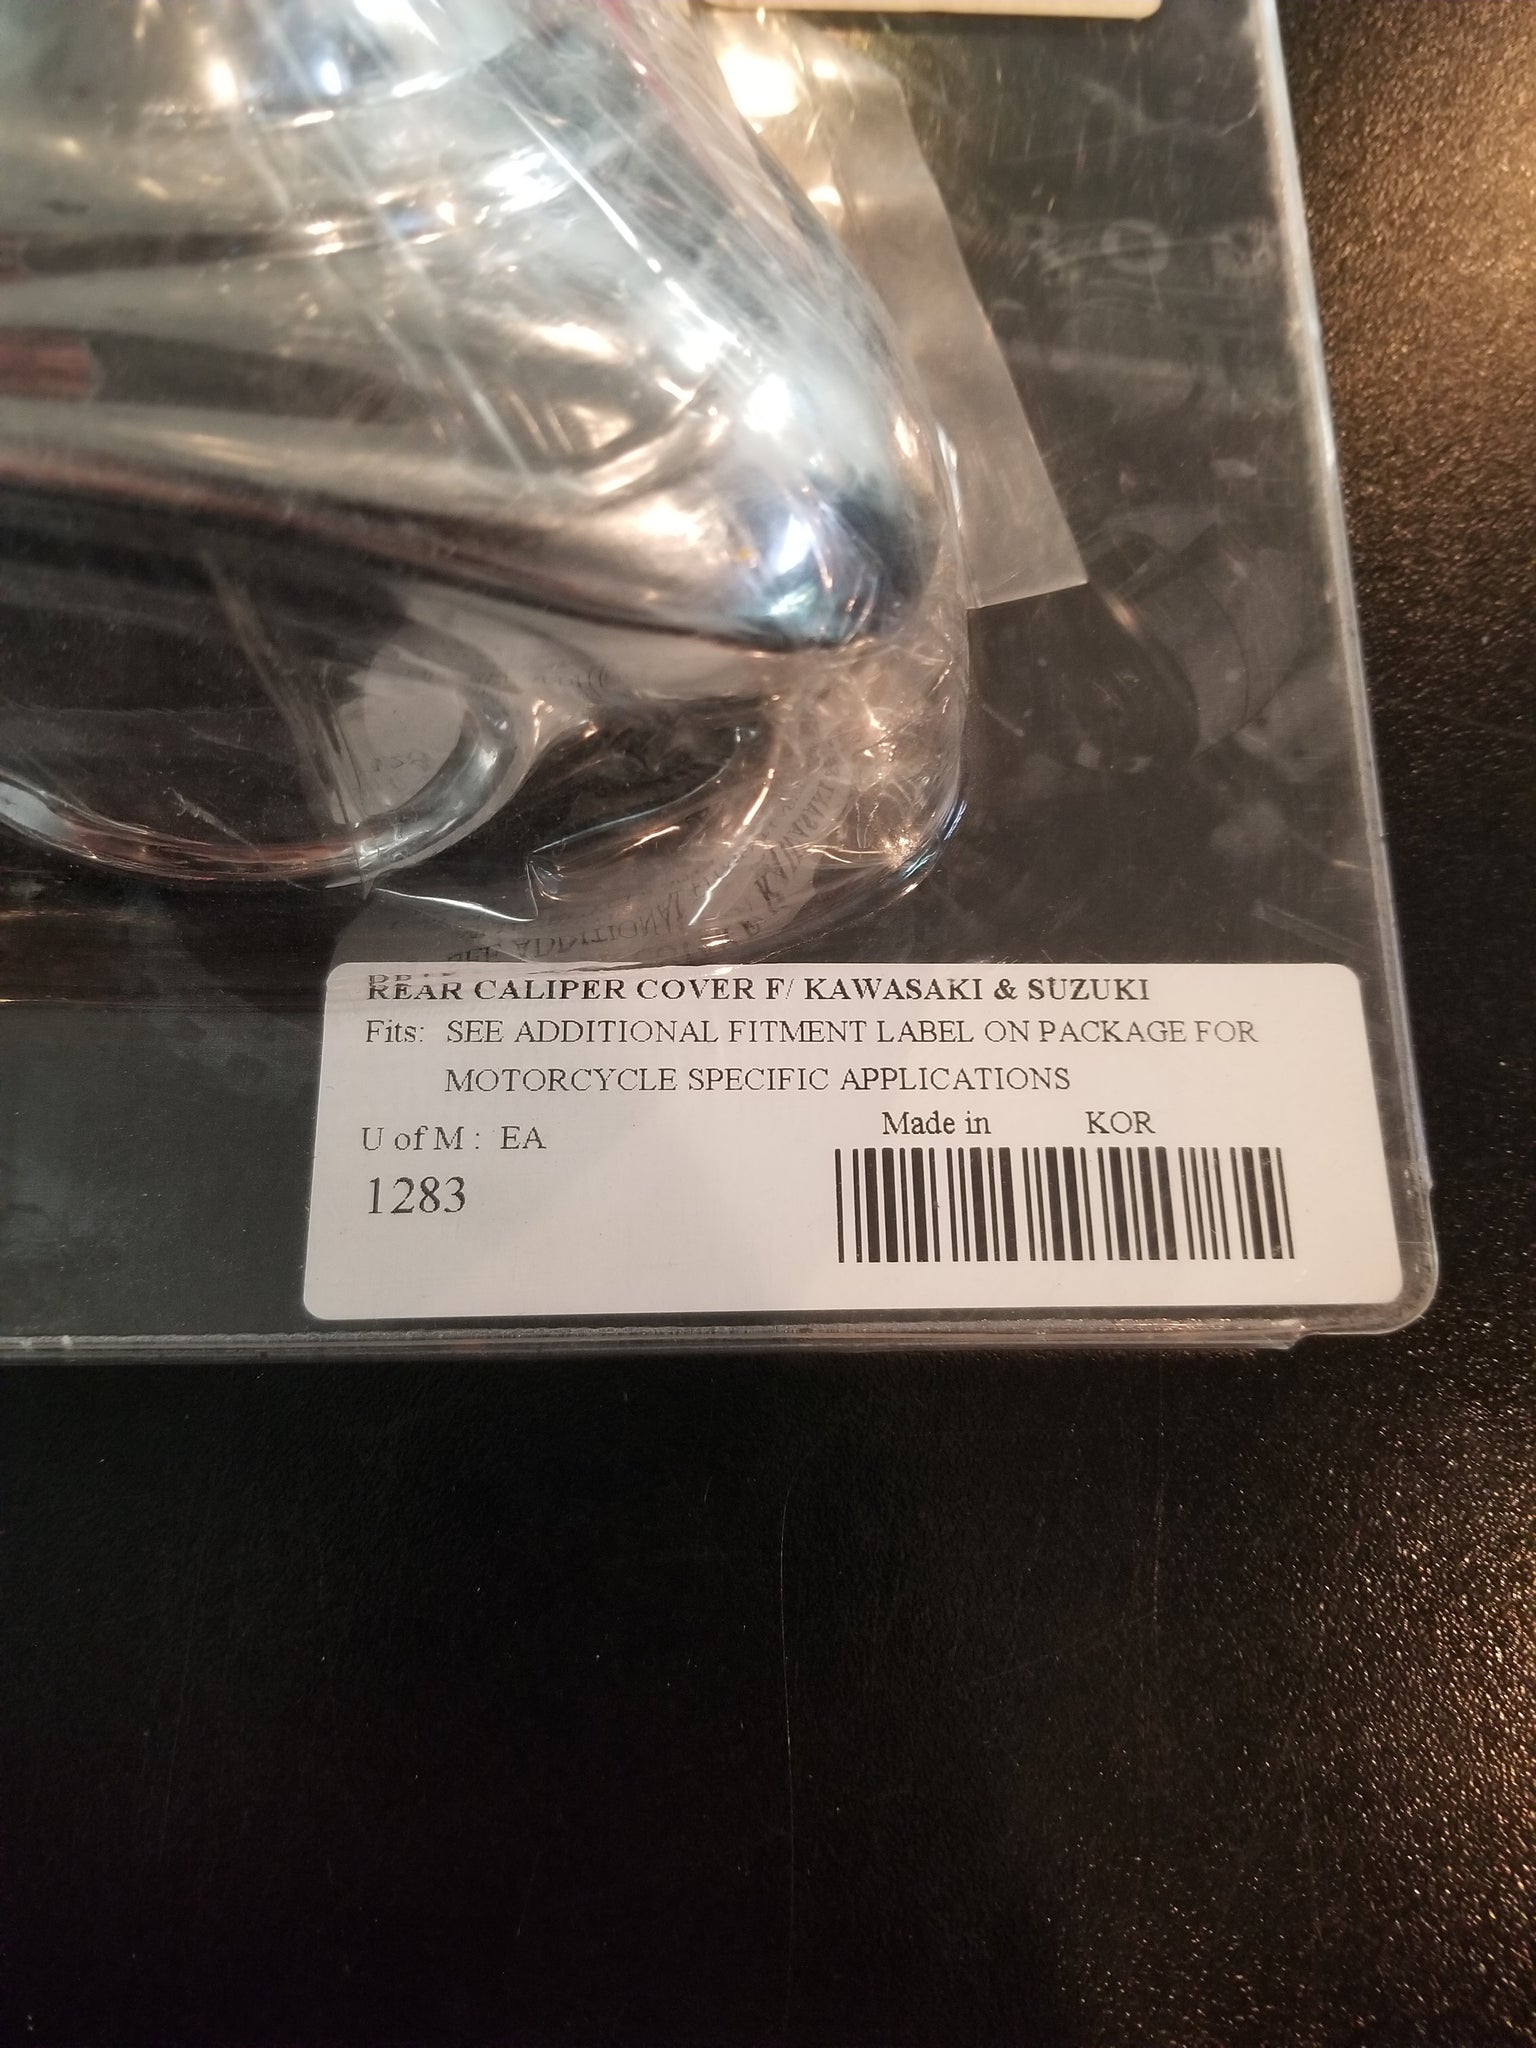 REAR CALIPER COVER F/ KAWASAKI & SUZUKI
Fits: SEE ADDITIONAL FITMENT LABEL ON PACKAGE FOR
MOTORCYCLE SPECIFIC APPLICATIONS
Made in KOR
U of M : EA
1283